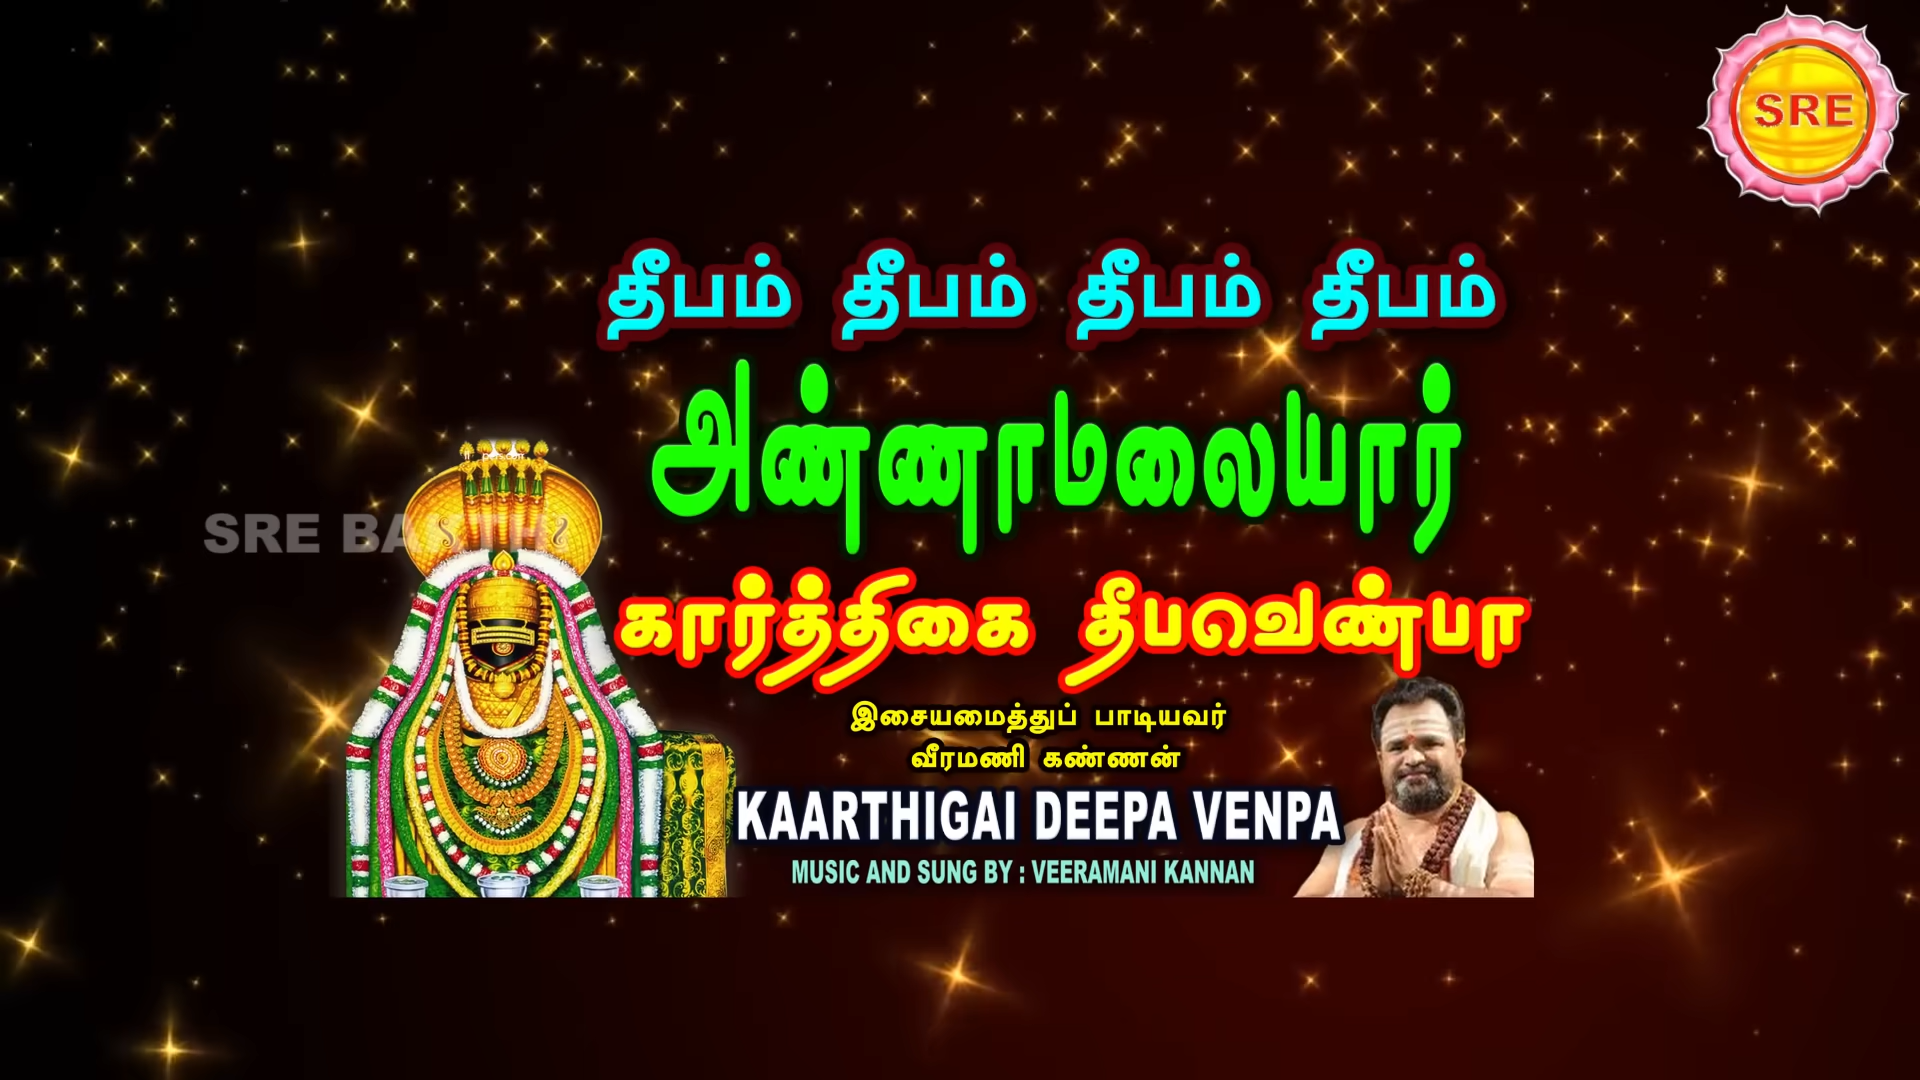 SRE
தீபம் தீபம் தீபம் தீபம்
அண்ணாமலையார்
SRE
கார்த்திகை தீபவெண்பா
இசையமைத்துப் பாடியவர்
வீரமணி கண்ணன்
KAARTHIGAI DEEPA VENPA
MUSIC AND SUNG BY : VEERAMANI KANNAN